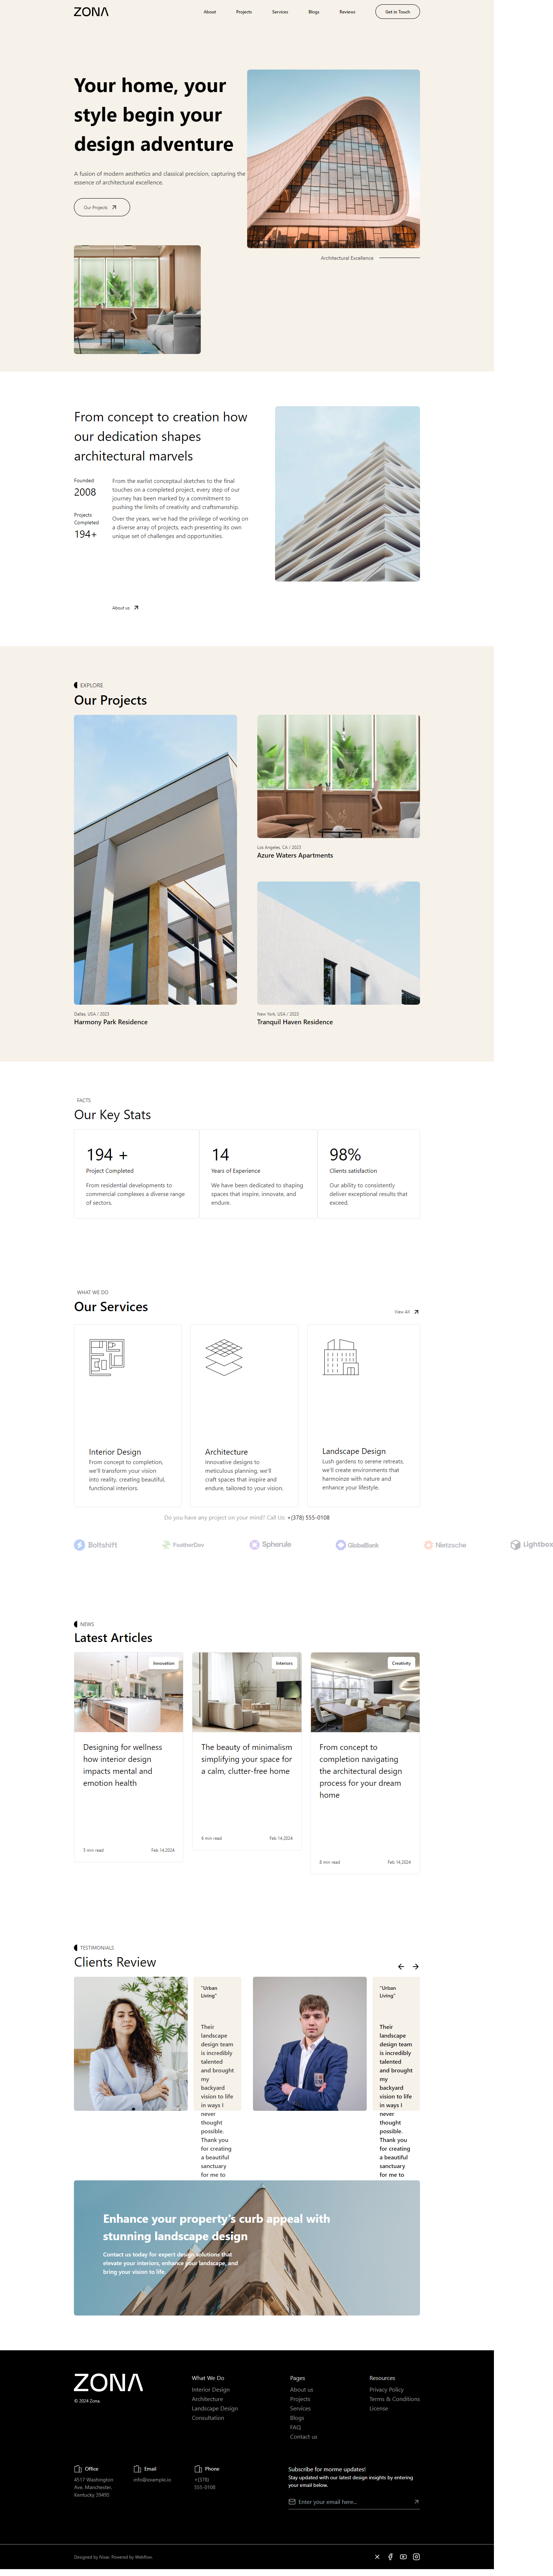 ZONA
About
Projects
Services
Blogs
Reviews
Get in Touch
Your home, your
style begin your
design adventure
A fusion of modern aesthetics and classical precision, capturing the
essence of architectural excellence.
Our Projects
Architectural Excellence
From concept to creation how
our dedication shapes
architectural marvels
Founded
2008
Projects
Completed
194+
From the earlist conceptaul sketches to the final
touches on a completed project, every step of our
journey has been marked by a commitment to
pushing the limits of creativity and craftsmanship.
Over the years, we've had the privilege of working on
a diverse array of projects, each presenting its own
unique set of challenges and opportunities.
About us
EXPLORE
Our Projects
Los Angeles, CA / 2023
Azure Waters Apartments
Dallas, USA / 2023
Harmony Park Residence
New York, USA / 2023
Tranquil Haven Residence
FACTS
Our Key Stats
194 +
Project Completed
From residential developments to
commercial complexes a diverse range
of sectors.
14
Years of Experience
We have been dedicated to shaping
spaces that inspire, innovate, and
endure.
98%
Clients satisfaction
Our ability to consistently
deliver exceptional results that
exceed.
WHAT WE DO
Our Services
View All
Interior Design
From concept to completion,
we'll transform your vision
into reality, creating beautiful,
functional interiors.
Architecture
Innovative designs to
meticulous planning, we'll
craft spaces that inspire and
endure, tailored to your vision.
Landscape Design
Lush gardens to serene retreats,
we'll create environments that
harmoinze with nature and
enhance your lifestyle.
Do you have any project on your mind? Call Us: +(378) 555-0108
Boltshift
FeatherDev
Spherule
GlobalBank
Nietzsche
Lightbox
NEWS
Latest Articles
Innovation
Designing for wellness
how interior design
impacts mental and
emotion health
5 min read
Feb 14,2024
Interiors
The beauty of minimalism
simplifying your space for
a calm, clutter-free home
6 min read
Feb 14,2024
Creativity
From concept to
completion navigating
the architectural design
process for your dream
home
8 min read
Feb 14,2024
TESTIMONIALS
Clients Review
"Urban
Living"
Their
landscape
design team
is incredibly
talented
and brought
my
backyard
vision to life
in ways I
never
thought
possible.
Thank you
for creating
a beautiful
sanctuary
for me to
"Urban
Living"
Their
landscape
design team
is incredibly
talented
and brought
my
backyard
vision to life
in ways I
never
thought
possible.
Thank you
for creating
a beautiful
sanctuary
for me to
Enhance your property's curb appeal with
stunning landscape design
Contact us today for expert design solutions that
elevate your interiors, enhance your landscape, and
bring your vision to life.
ZONA
© 2024 Zona.
What We Do
Interior Design
Architecture
Landscape Design
Consultation
Pages
About us
Projects
Services
Blogs
FAQ
Contact us
Resources
Privacy Policy
Terms & Conditions
License
Office
4517 Washington
Ave. Manchester,
Kentucky 39495
Email
info@example.io
Phone
+(378)
555-0108
Subscribe for morme updates!
Stay updated with our latest design insights by entering
your email below.
Enter your email here...
Designed by Nixar. Powered by Webflow.